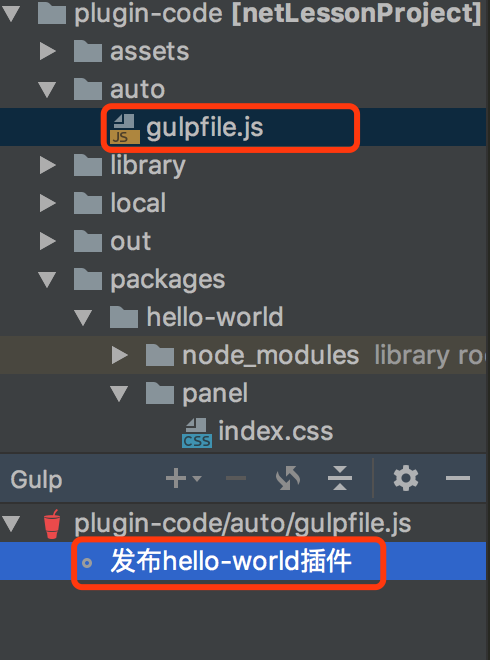 plugin-code [netLessonProject]
assets
auto
JS gulpfile.js
library
local
out
packages
hello-world
node_modules library roo
panel
CSS index.css
Gulp
plugin-code/auto/gulpfile.js
发布hello-world插件